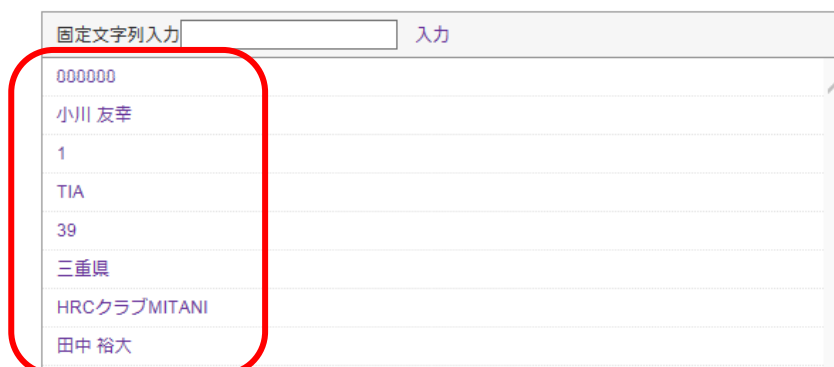 固定文字列入力 入力
000000
小川 友幸
1
TIA
39
三重県
HRCクラブMITANI
田中 裕大